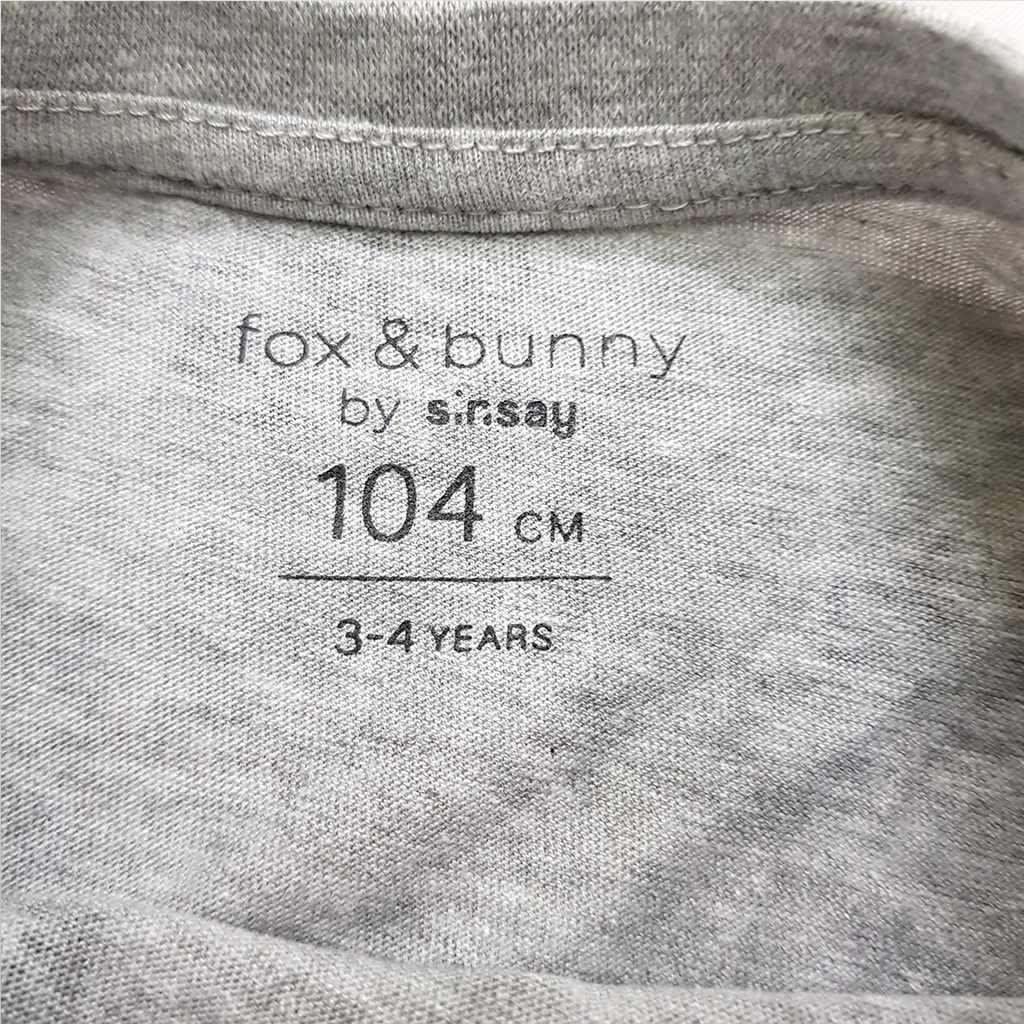 fox & bunny
by sinsay
104 CM
3-4 YEARS